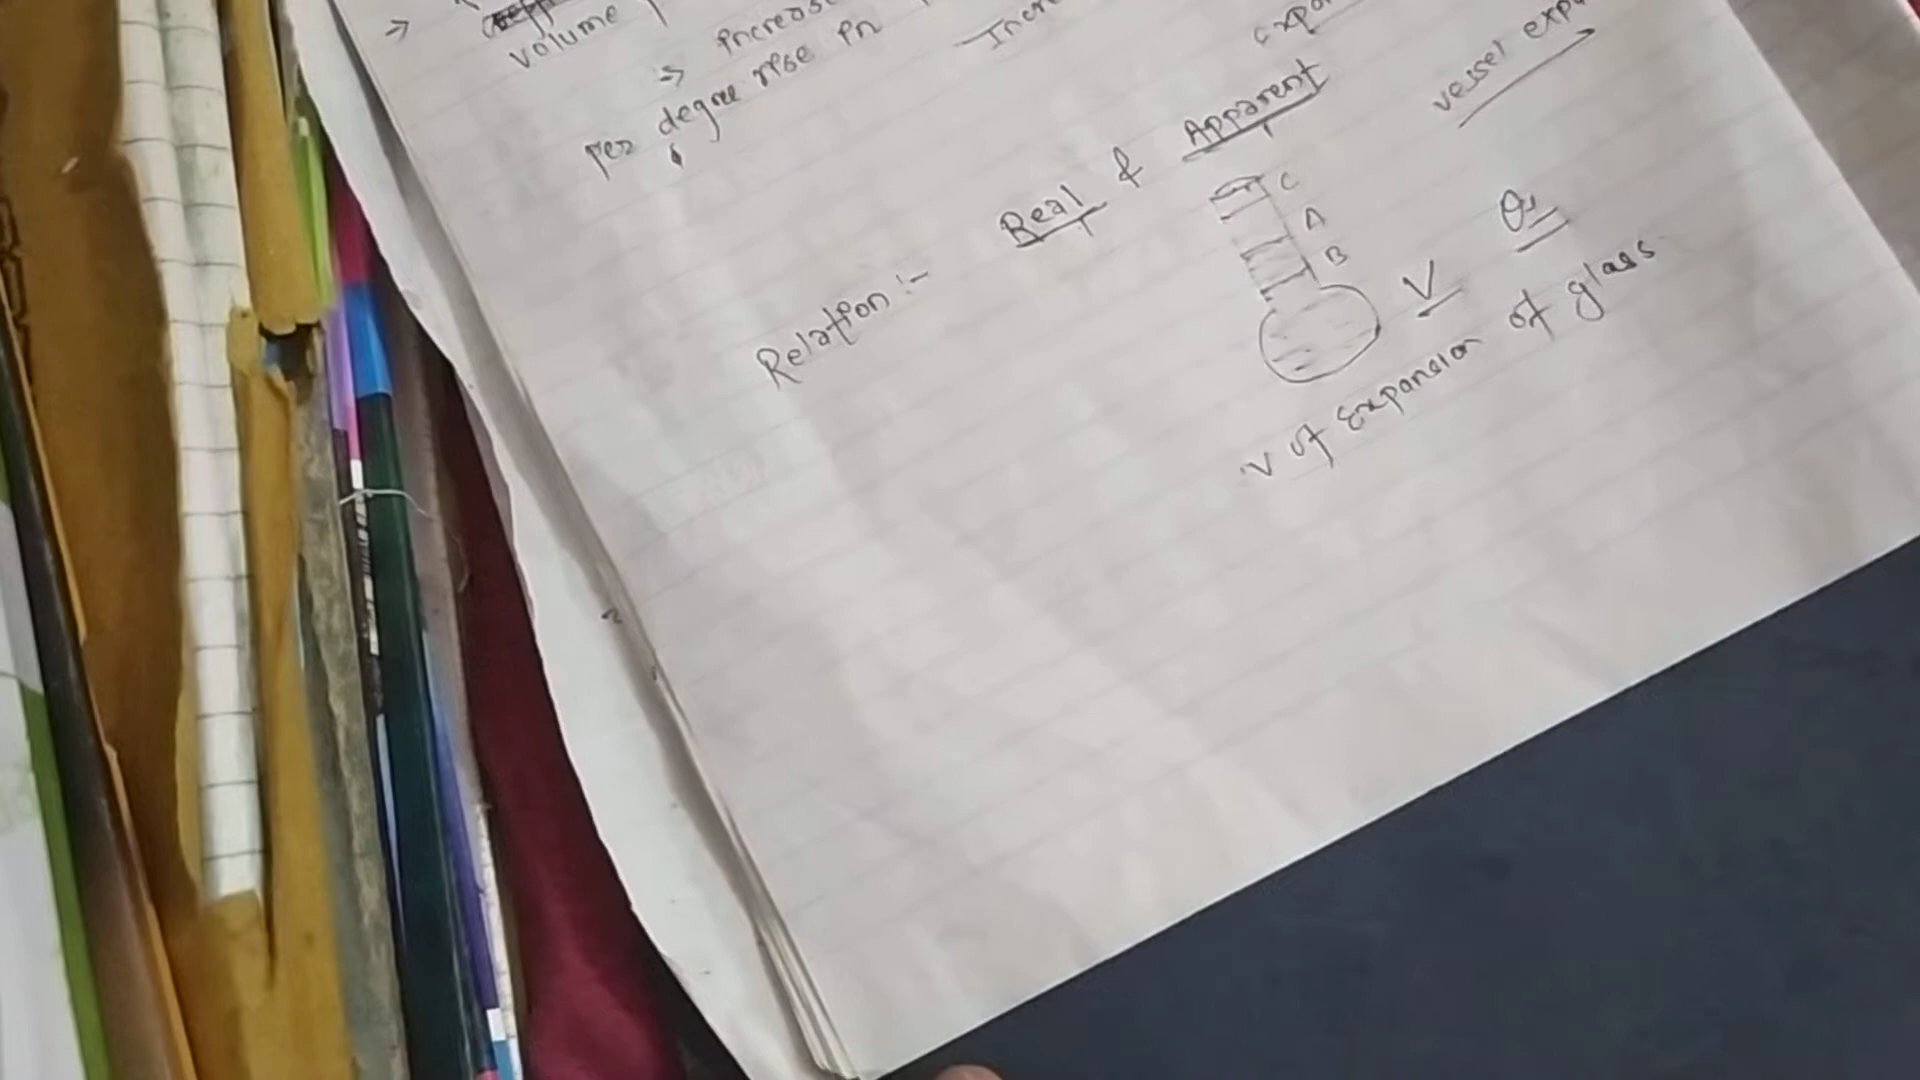 →
volume
→ increase
per degree rise in
Incre
expa
vessel exp
Relation :- Real & Apparent
C
A
B
V
θ₁
V of Expansion of glass